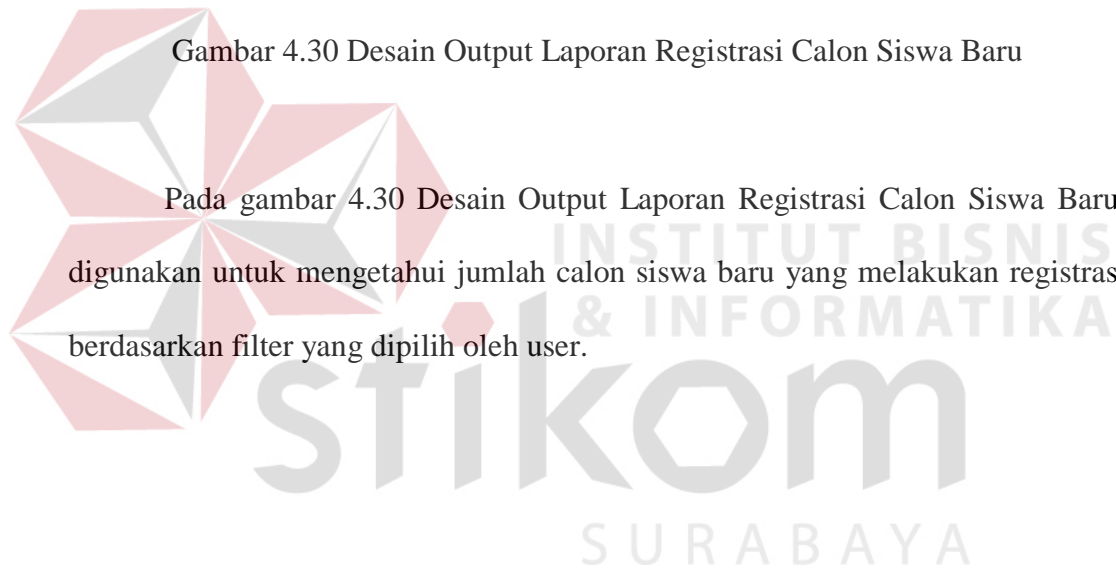 Gambar 4.30 Desain Output Laporan Registrasi Calon Siswa Baru
Pada gambar 4.30 Desain Output Laporan Registrasi Calon Siswa Baru
INSTITUT BISNIS
digunakan untuk mengetahui jumlah calon siswa baru yang melakukan registras
& INFORMATIKA
berdasarkan filter yang dipilih oleh user.
stikom
SURABAYA